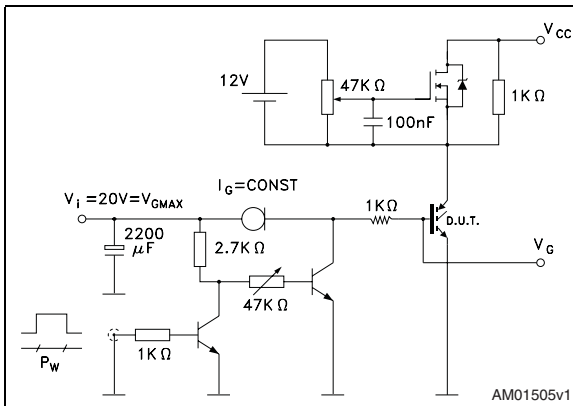 V CC
12V
47K Ω
100nF
1K Ω
I G =CONST
V i =20V=V GMAX
2200
μF
2.7K Ω
1K Ω
D.U.T.
V G
47K Ω
1K Ω
P W
AM01505v1